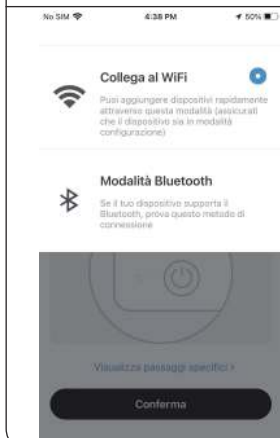 No SIM 4:38 PM 50%
Collega al WiFi
Puoi aggiungere dispositivi rapidamente
attraverso questa modalità (assicurati
che il dispositivo sia in modalità
configurazione)
Modalità Bluetooth
Se il tuo dispositivo supporta il
Bluetooth, prova questo metodo di
connessione
Visualizza passaggi specifici >
Conferma